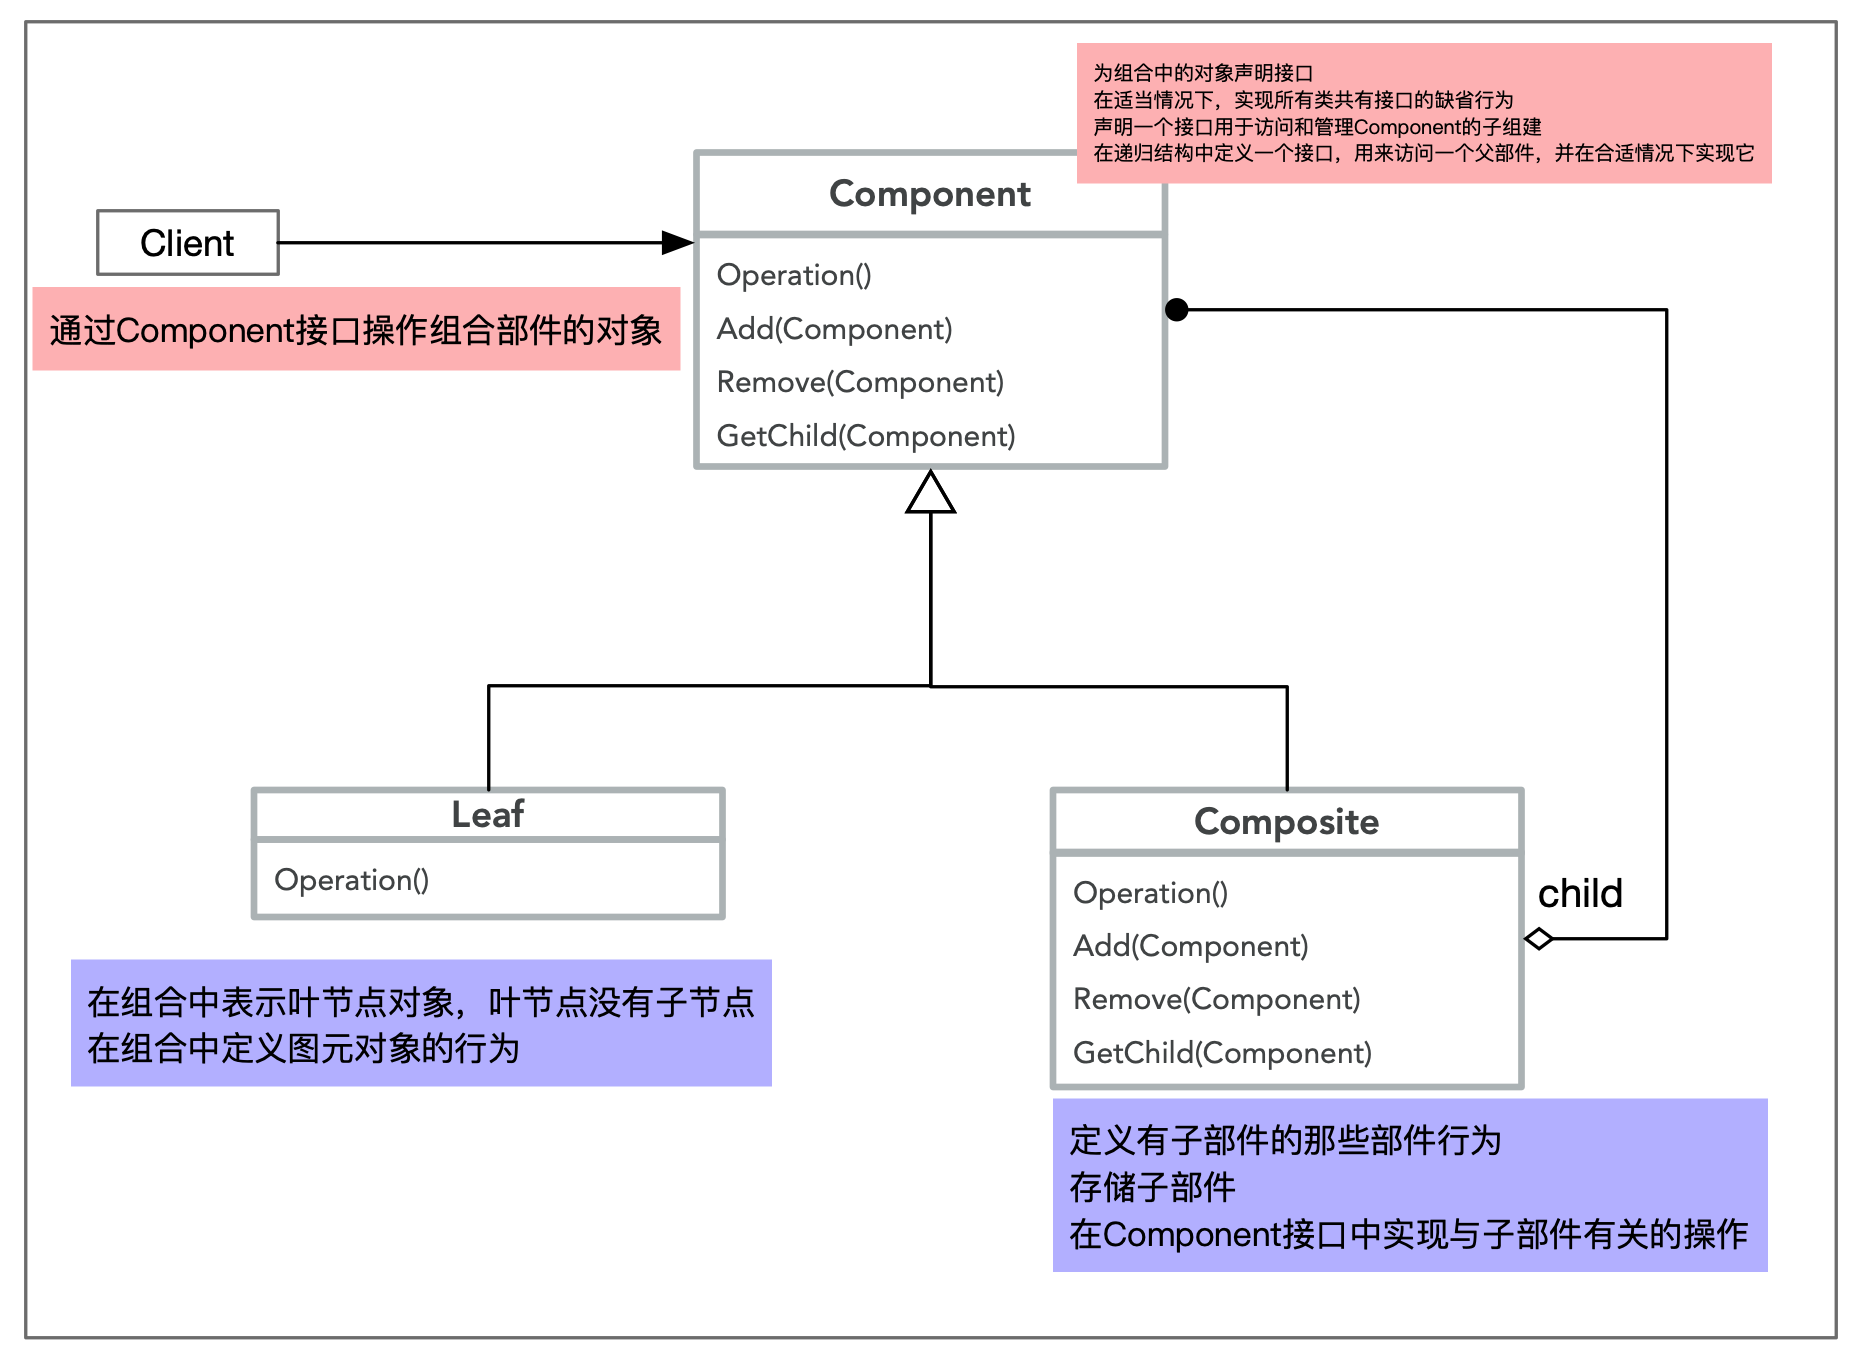 为组合中的对象声明接口
在适当情况下，实现所有类共有接口的缺省行为
声明一个接口用于访问和管理Component的子组建
在递归结构中定义一个接口，用来访问一个父部件，并在合适情况下实现它
Component
Client
Operation()
Add(Component)
Remove(Component)
GetChild(Component)
通过Component接口操作组合部件的对象
Leaf
Operation()
在组合中表示叶节点对象，叶节点没有子节点
在组合中定义图元对象的行为
Composite
Operation()
Add(Component)
Remove(Component)
GetChild(Component)
child
定义有子部件的那些部件行为
存储子部件
在Component接口中实现与子部件有关的操作